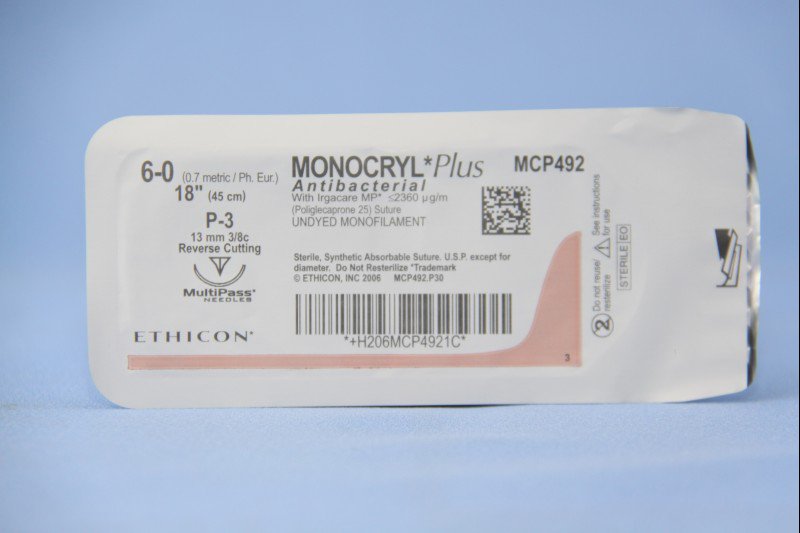 6-0 (0.7 metric / Ph. Eur.)
18" (45 cm)
P-3
13 mm 3/8c
Reverse Cutting
MultiPass*
NEEDLES
ETHICON*
MONOCRYL*Plus MCP492
Antibacterial
With Irgacare MP* ≤2360 µg/m
(Poliglecaprone 25) Suture
UNDYED MONOFILAMENT
Sterile, Synthetic Absorbable Suture. U.S.P. except for
diameter. Do Not Resterilize *Trademark
© ETHICON, INC 2006 MCP492.P30
*+H206MCP4921C*
3
2 Do not reuse/
resterilize
See instructions
for use
STERILE EO